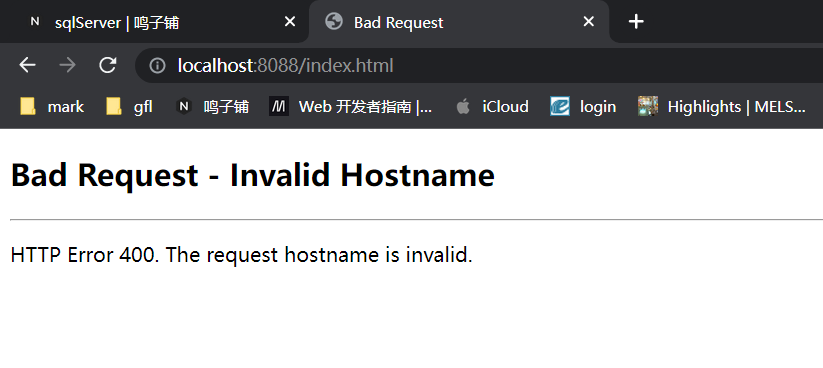 sqlServer | 鸣子铺
Bad Request
localhost:8088/index.html
mark gfl 鸣子铺 Web 开发者指南 |... iCloud login Highlights | MELS...
Bad Request - Invalid Hostname
HTTP Error 400. The request hostname is invalid.